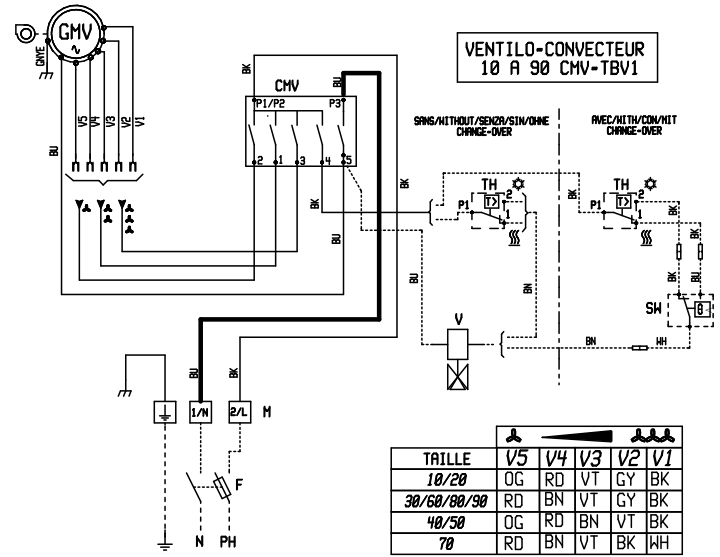 GMV
GNYE
VENTILO-CONVECTEUR
10 A 90 CMV-TBV1
BK
BU
CMV
P1/P2 P3
V5 V4 V3 V2 V1
SANS/WITHOUT/SENZA/SIN/OHNE
CHANGE-OVER
AVEC/WITH/CON/MIT
CHANGE-OVER
BU
2 1 3 4 5
BK
TH
2
P1
1
BK
TH
2
P1
1
BK
BK
BU
BU
BK
BU
BK
BU
BN
SW
θ
V
BN WH
BU
BK
1/N 2/L M
F
N PH
V5 V4 V3 V2 V1
TAILLE
10/20 OG RD VT GY BK
30/60/80/90 RD BN VT GY BK
40/50 OG RD BN VT BK
70 RD BN VT BK WH